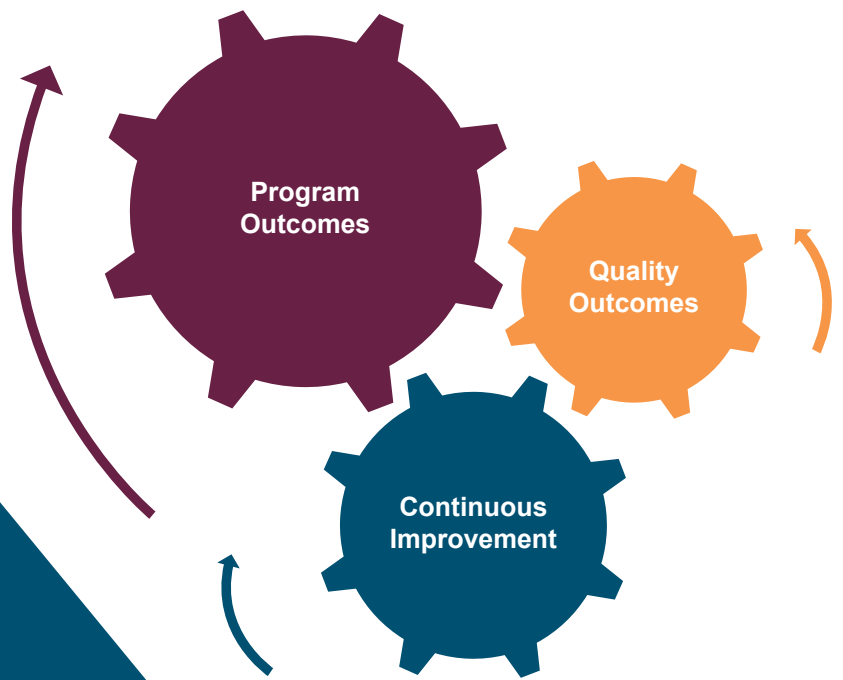 Program
Outcomes
Quality
Outcomes
Continuous
Improvement